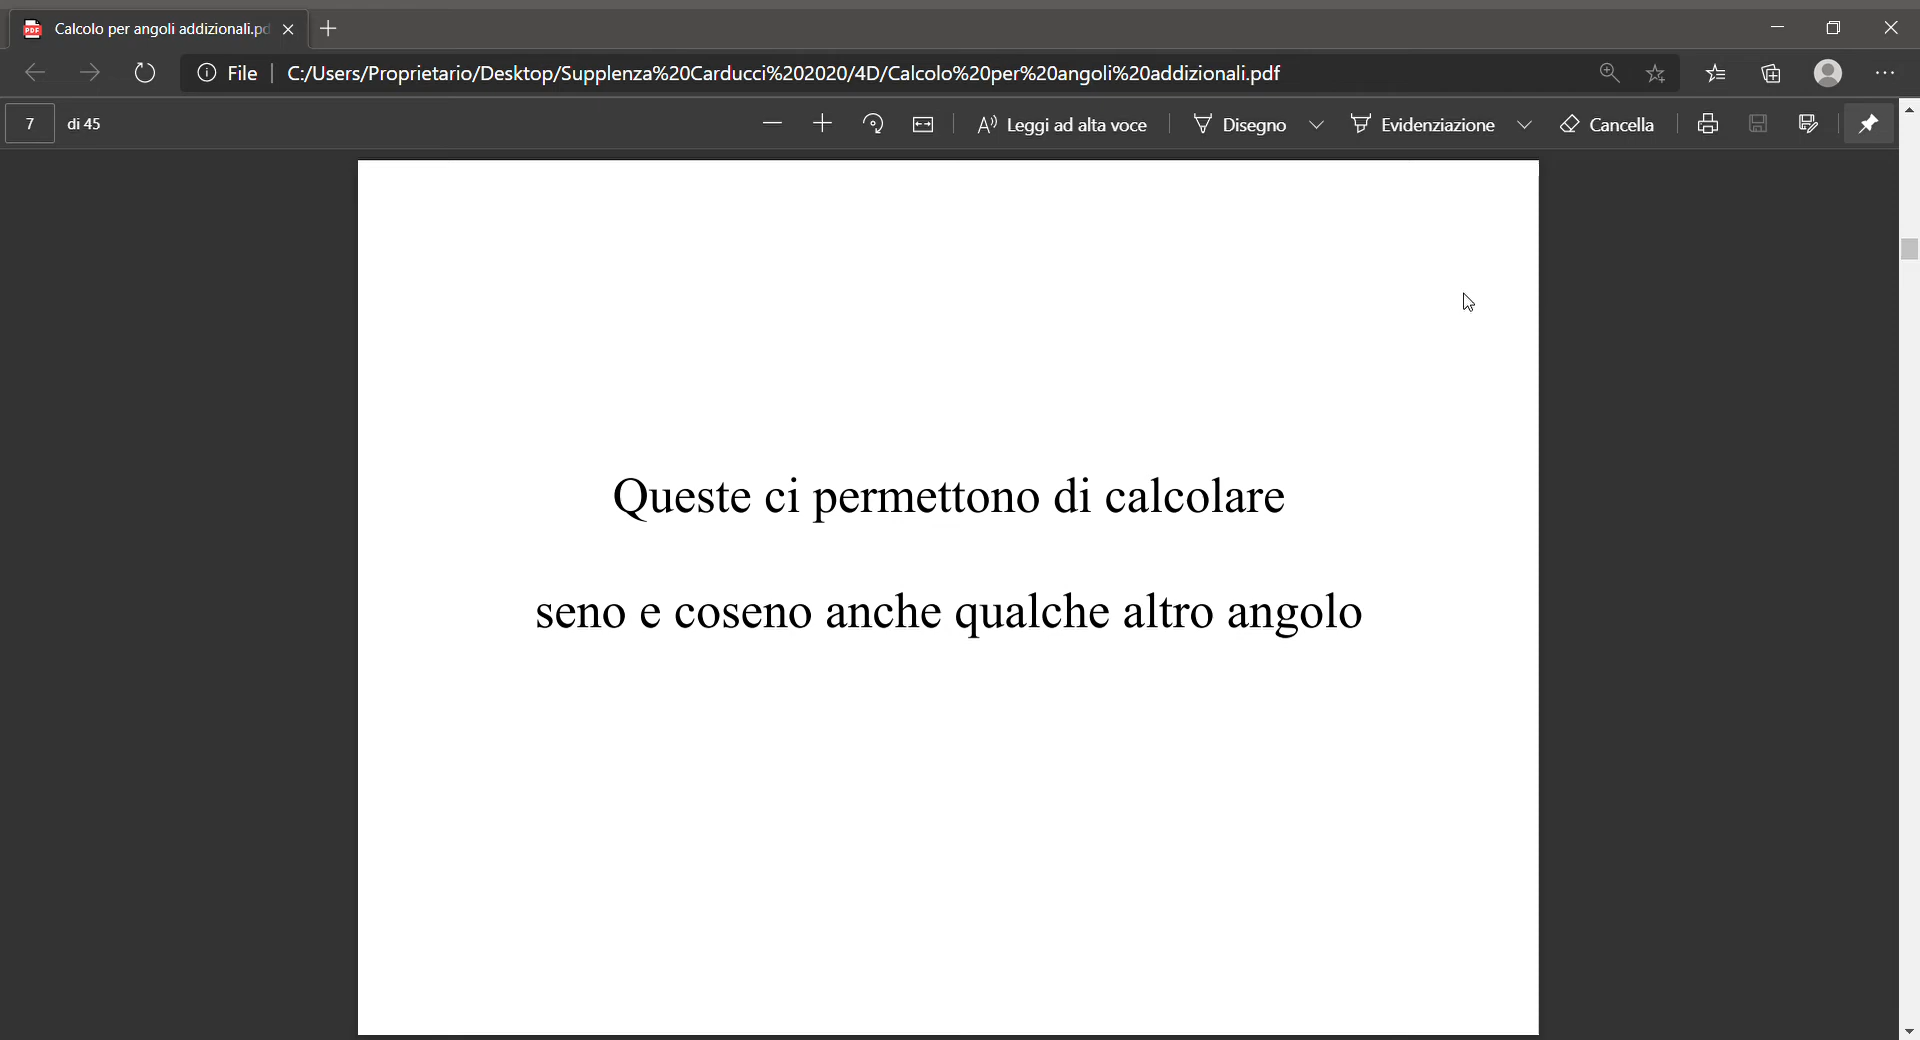 Calcolo per angoli addizionali.pd
File
C:/Users/Proprietario/Desktop/Supplenza%20Carducci%202020/4D/Calcolo%20per%20angoli%20addizionali.pdf
7 di 45
Leggi ad alta voce
Disegno
Evidenziazione
Cancella
Queste ci permettono di calcolare
seno e coseno anche qualche altro angolo